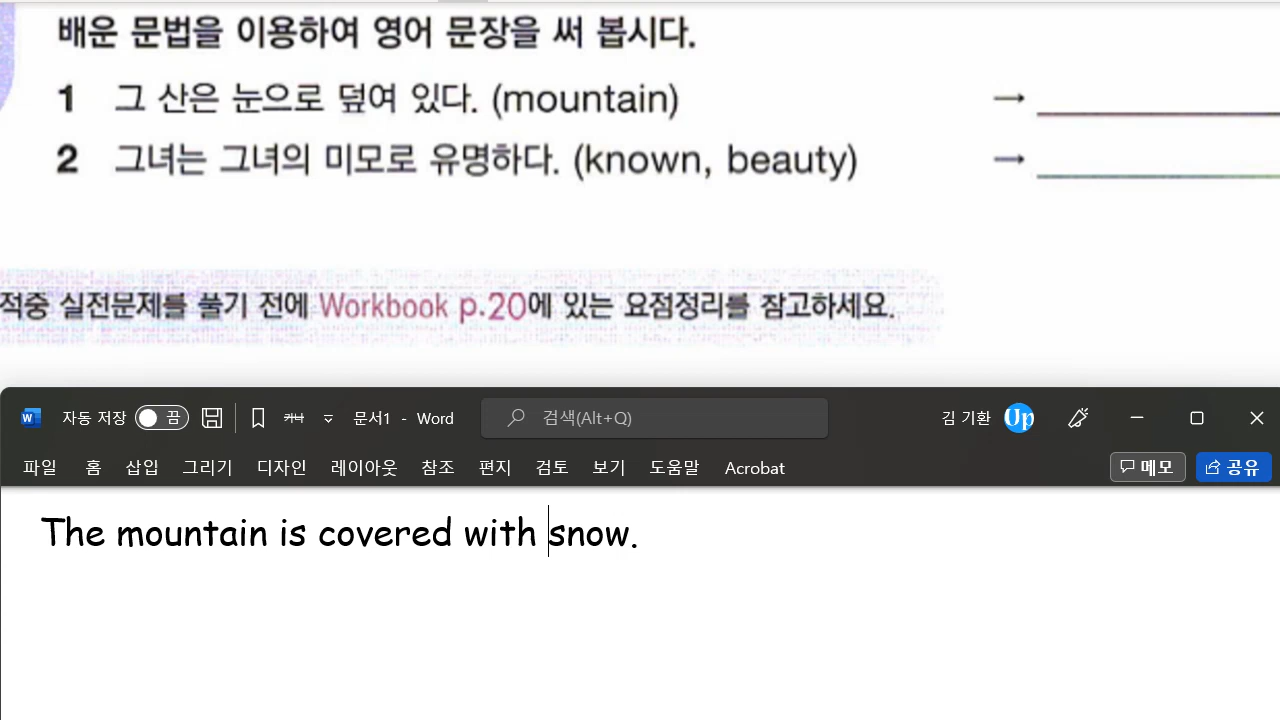 배운 문법을 이용하여 영어 문장을 써 봅시다.
1 그 산은 눈으로 덮여 있다. (mountain) →
2 그녀는 그녀의 미모로 유명하다. (known, beauty) →
적중 실전문제를 풀기 전에 Workbook p.20에 있는 요점정리를 참고하세요.
자동 저장 끔 가나 문서1 - Word 검색(Alt+Q) 김 기환 Up
파일 홈 삽입 그리기 디자인 레이아웃 참조 편지 검토 보기 도움말 Acrobat 메모 공유
The mountain is covered with snow.